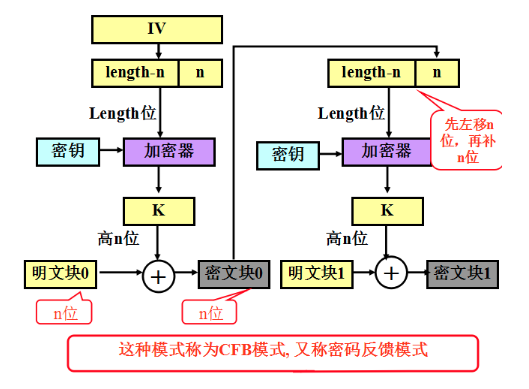 IV
length-n n
length-n n
Length位
Length位
先左移n
位，再补
n位
密钥
加密器
密钥
加密器
K
K
高n位
高n位
明文块0
密文块0
明文块1
密文块1
n位
n位
这种模式称为CFB模式, 又称密码反馈模式